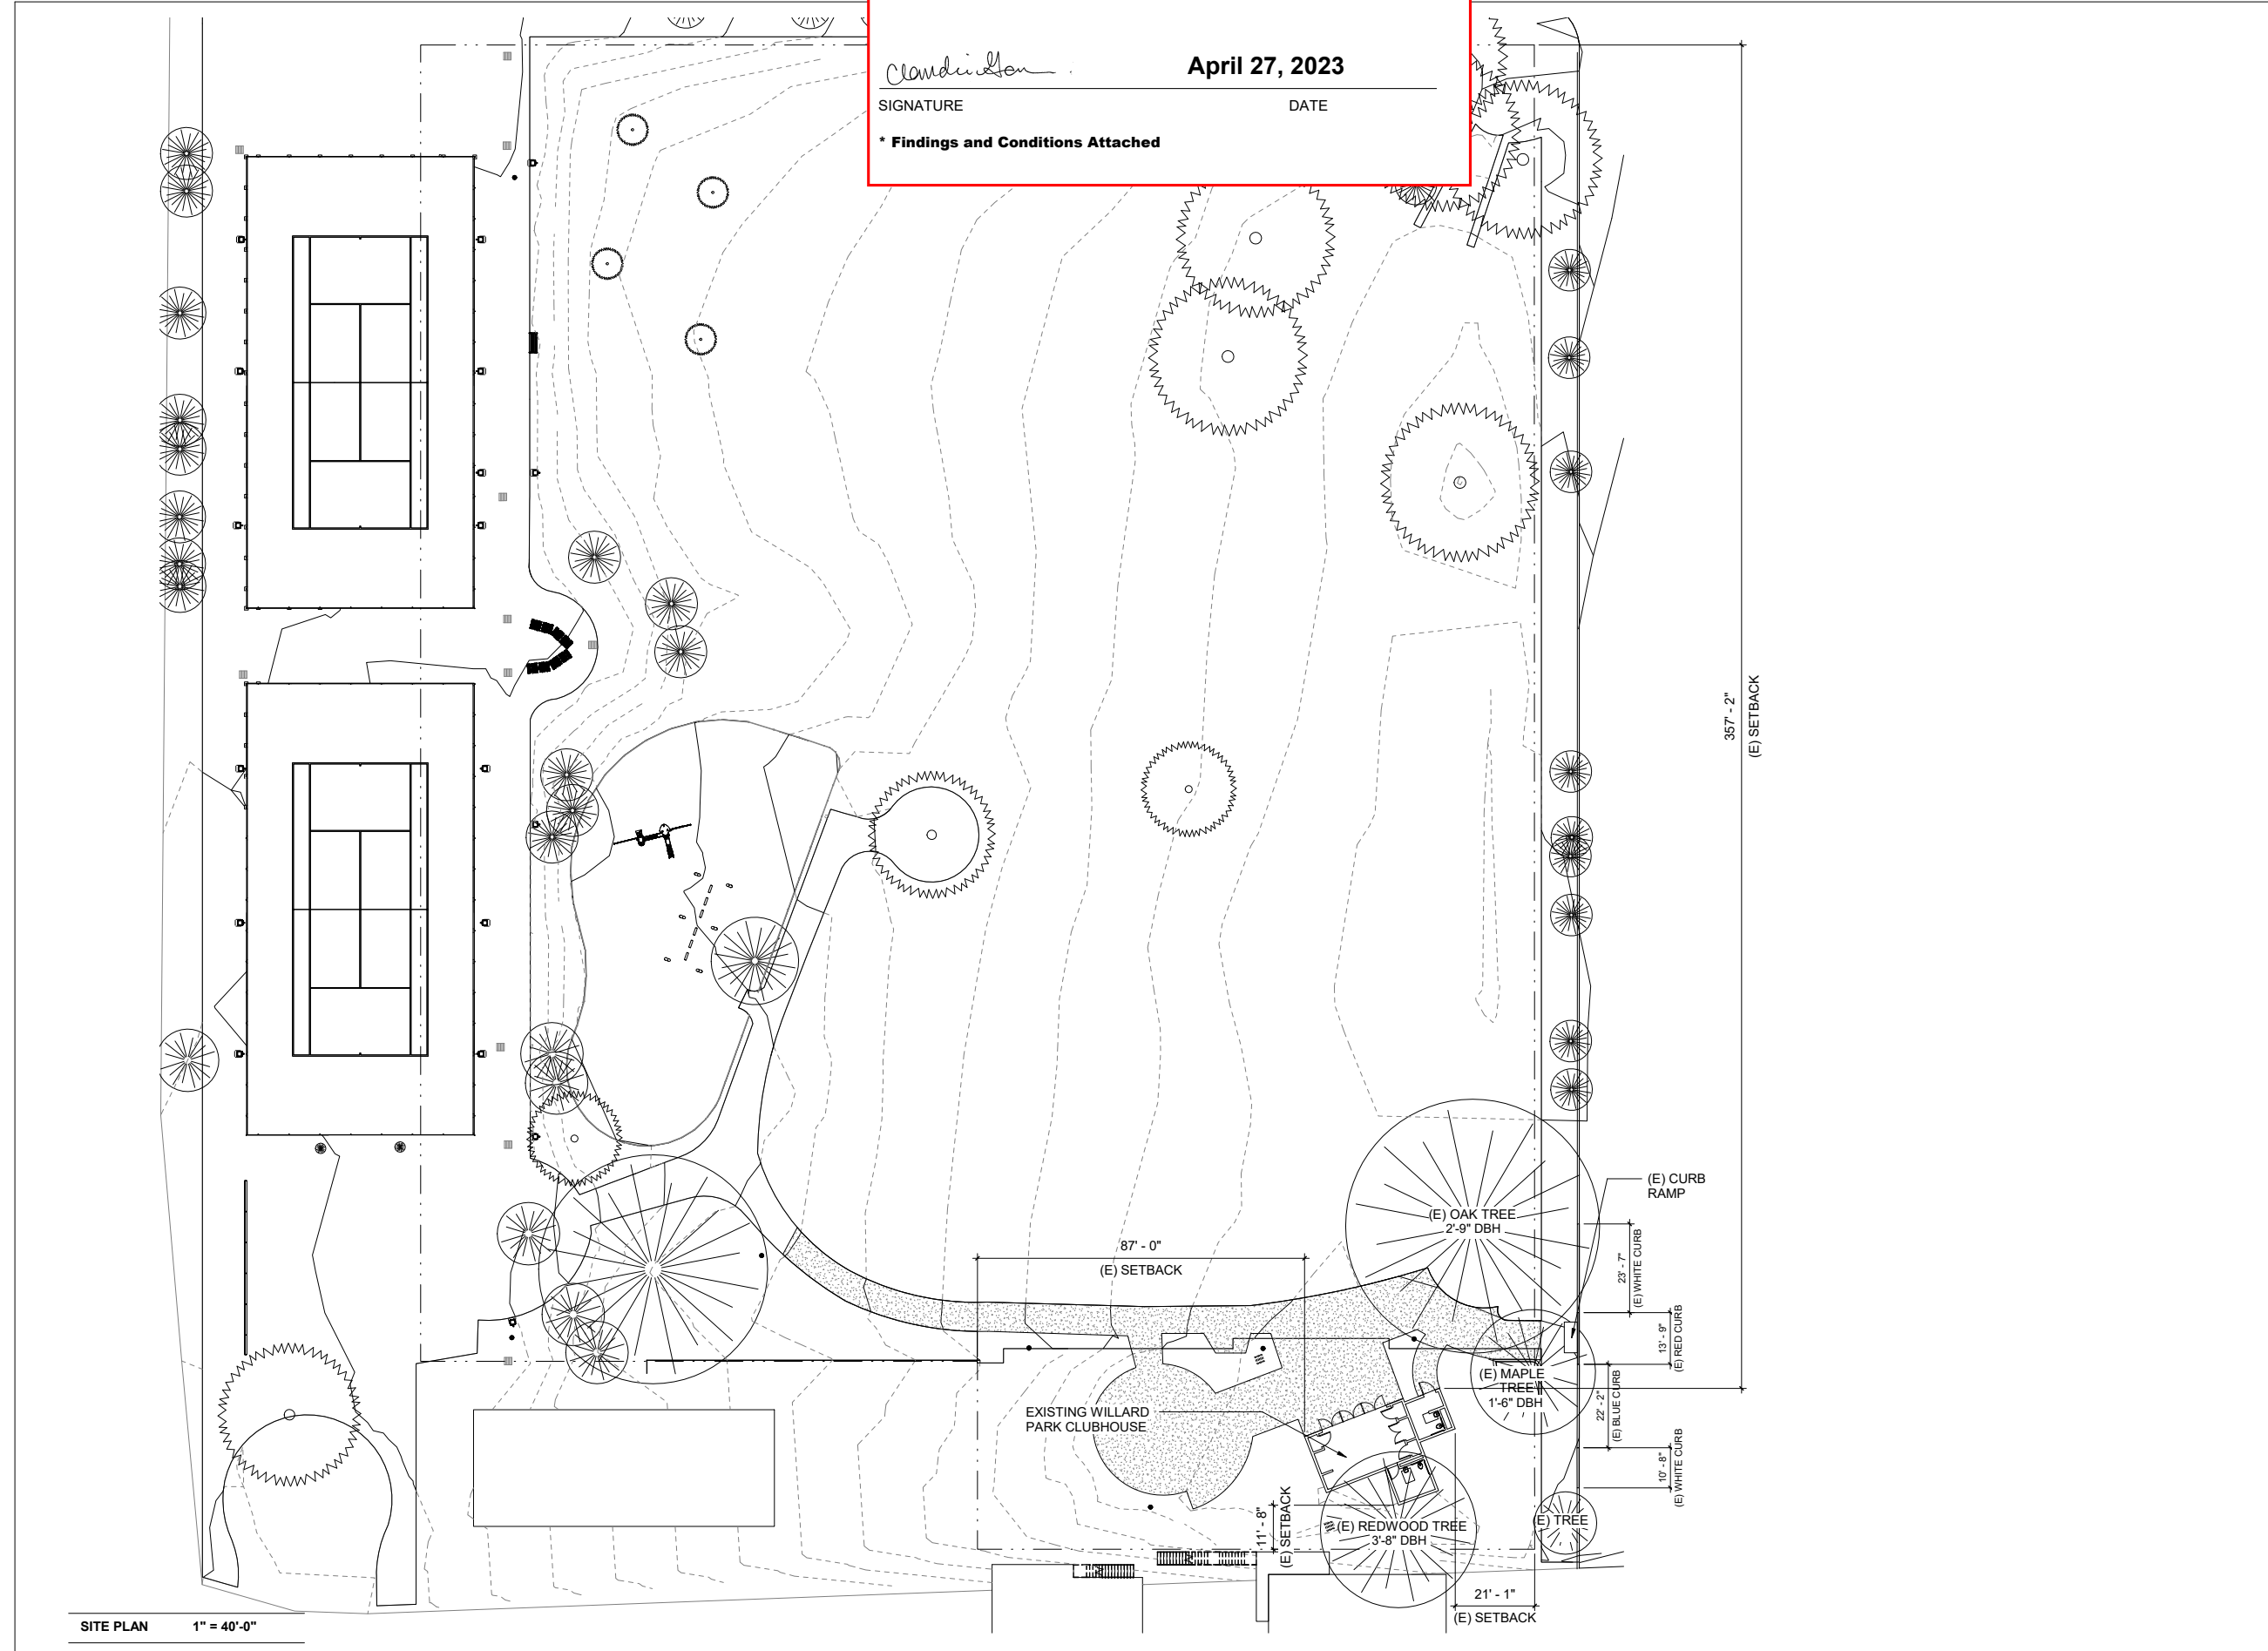 April 27, 2023
SIGNATURE DATE
* Findings and Conditions Attached
357' - 2"
(E) SETBACK
(E) CURB
RAMP
(E) OAK TREE
2'-9" DBH
23' - 7"
(E) WHITE CURB
87' - 0"
(E) SETBACK
13' - 9"
(E) RED CURB
(E) MAPLE
TREE
1'-6" DBH
22' - 2"
(E) BLUE CURB
EXISTING WILLARD
PARK CLUBHOUSE
10' - 8"
(E) WHITE CURB
11' - 8"
(E) SETBACK
(E) REDWOOD TREE
3'-8" DBH
(E) TREE
21' - 1"
(E) SETBACK
SITE PLAN 1" = 40'-0"